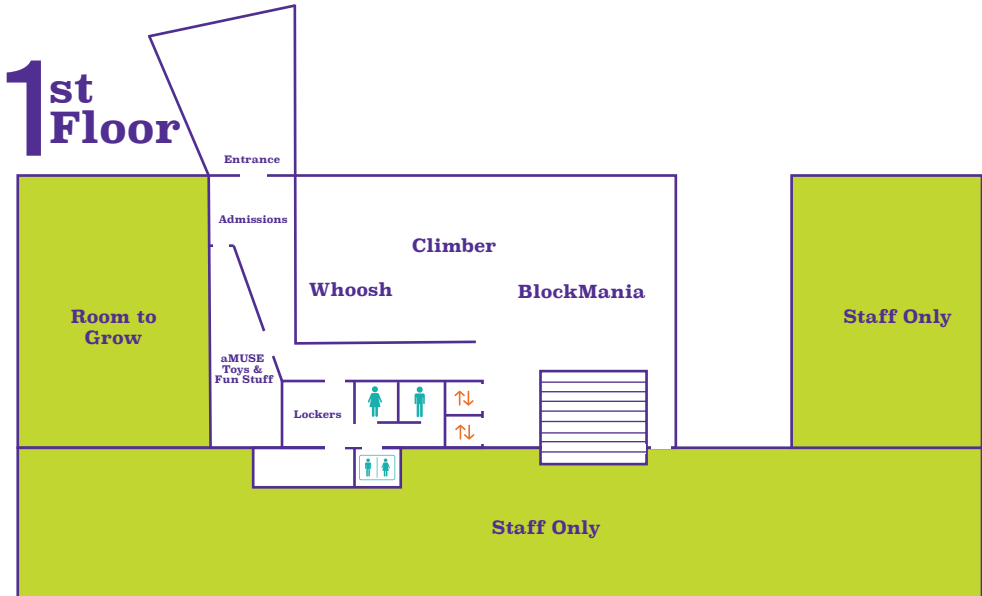 1st
Floor
Entrance
Admissions
Climber
Whoosh
BlockMania
Room to
Grow
Staff Only
aMUSE
Toys &
Fun Stuff
Lockers
Staff Only